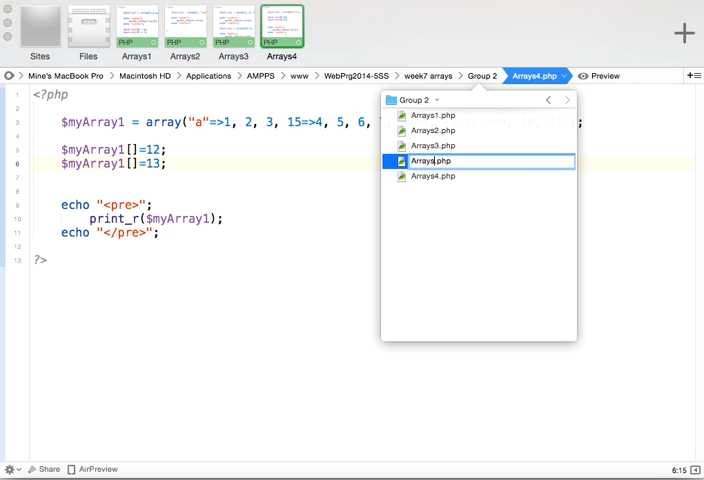 PHP PHP PHP PHP
Sites Files Arrays1 Arrays2 Arrays3 Arrays4
Mine's MacBook Pro Macintosh HD Applications AMPPS www WebPrg2014-5SS week7 arrays Group 2 Arrays4.php Preview
Group 2
Arrays1.php
Arrays2.php
Arrays3.php
Arrays.php
Arrays4.php
1 <?php
2
3 $myArray1 = array("a"=>1, 2, 3, 15=>4, 5, 6,
4
5 $myArray1[]=12;
6 $myArray1[]=13;
7
8
9 echo "<pre>";
10 print_r($myArray1);
11 echo "</pre>";
12
13 ?>
Share AirPreview 6:15